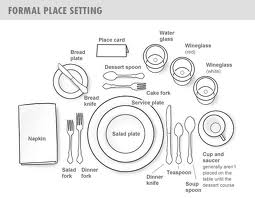 FORMAL PLACE SETTING
Water
glass
Place card
Wineglass
(red)
Wineglass
(white)
Bread
plate
Dessert spoon
Cake fork
Bread
knife
Service plate
Napkin
Salad plate
Cup and
saucer
generally aren't
placed on the
table until the
dessert course
Salad
fork
Dinner
fork
Dinner
knife
Teaspoon
Soup
spoon